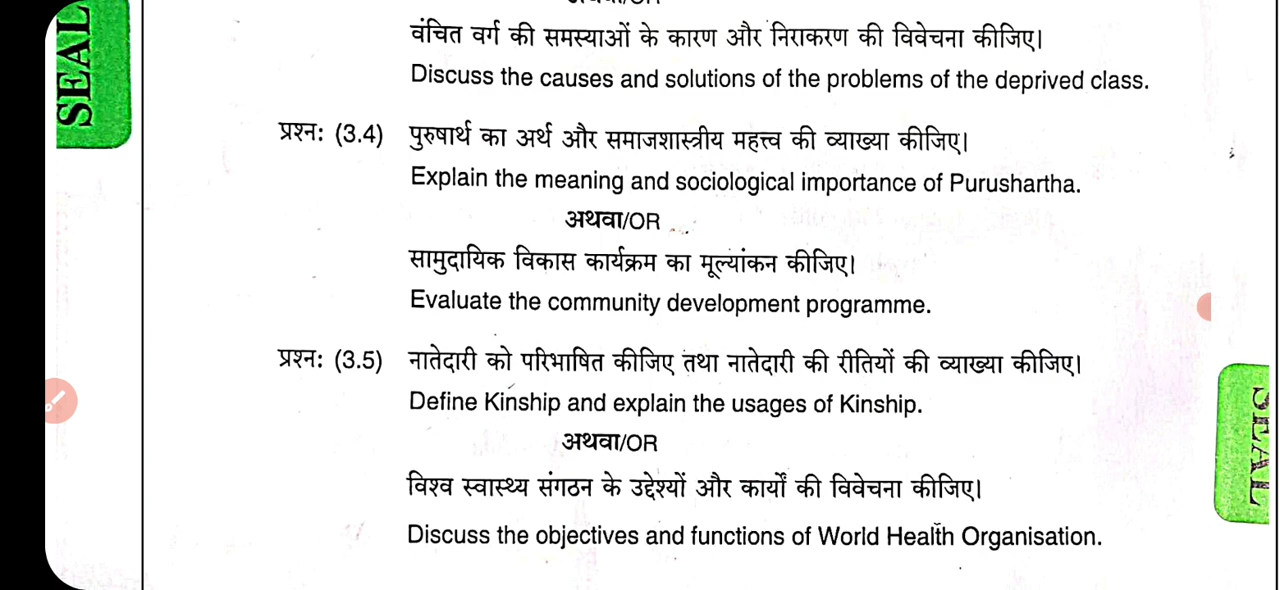 अथवा/OR
वंचित वर्ग की समस्याओं के कारण और निराकरण की विवेचना कीजिए।
Discuss the causes and solutions of the problems of the deprived class.
प्रश्न: (3.4) पुरुषार्थ का अर्थ और समाजशास्त्रीय महत्त्व की व्याख्या कीजिए।
Explain the meaning and sociological importance of Purushartha.
अथवा/OR
सामुदायिक विकास कार्यक्रम का मूल्यांकन कीजिए।
Evaluate the community development programme.
प्रश्न: (3.5) नातेदारी को परिभाषित कीजिए तथा नातेदारी की रीतियों की व्याख्या कीजिए।
Define Kinship and explain the usages of Kinship.
अथवा/OR
विश्व स्वास्थ्य संगठन के उद्देश्यों और कार्यों की विवेचना कीजिए।
Discuss the objectives and functions of World Health Organisation.
SEAL
SEAL